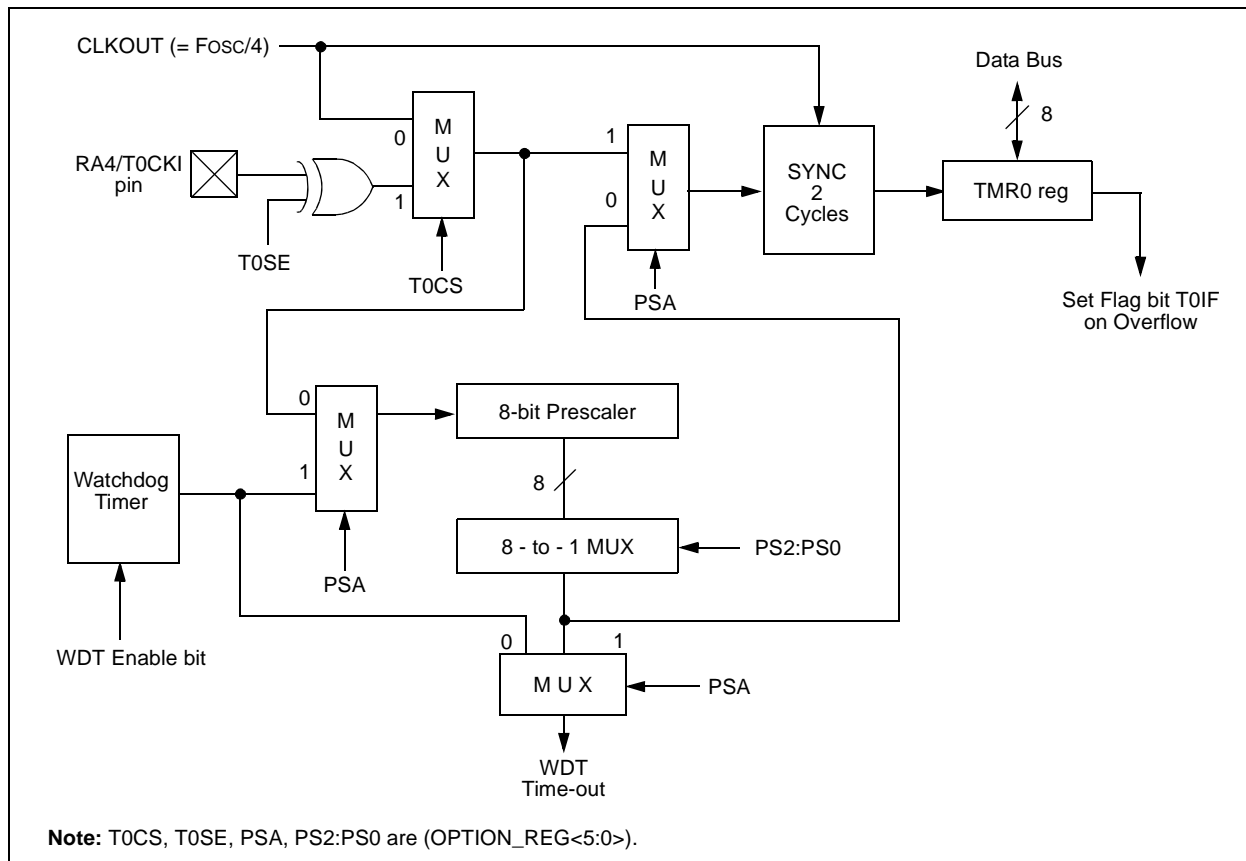 CLKOUT (= FOSC/4)
Data Bus
8
RA4/T0CKI
pin
T0SE
0
1
M
U
X
T0CS
1
0
M
U
X
PSA
SYNC
2
Cycles
TMR0 reg
Set Flag bit T0IF
on Overflow
0
1
M
U
X
PSA
8-bit Prescaler
8
Watchdog
Timer
WDT Enable bit
8 - to - 1 MUX
PS2:PS0
0
1
M U X
PSA
WDT
Time-out
Note: T0CS, T0SE, PSA, PS2:PS0 are (OPTION_REG<5:0>).